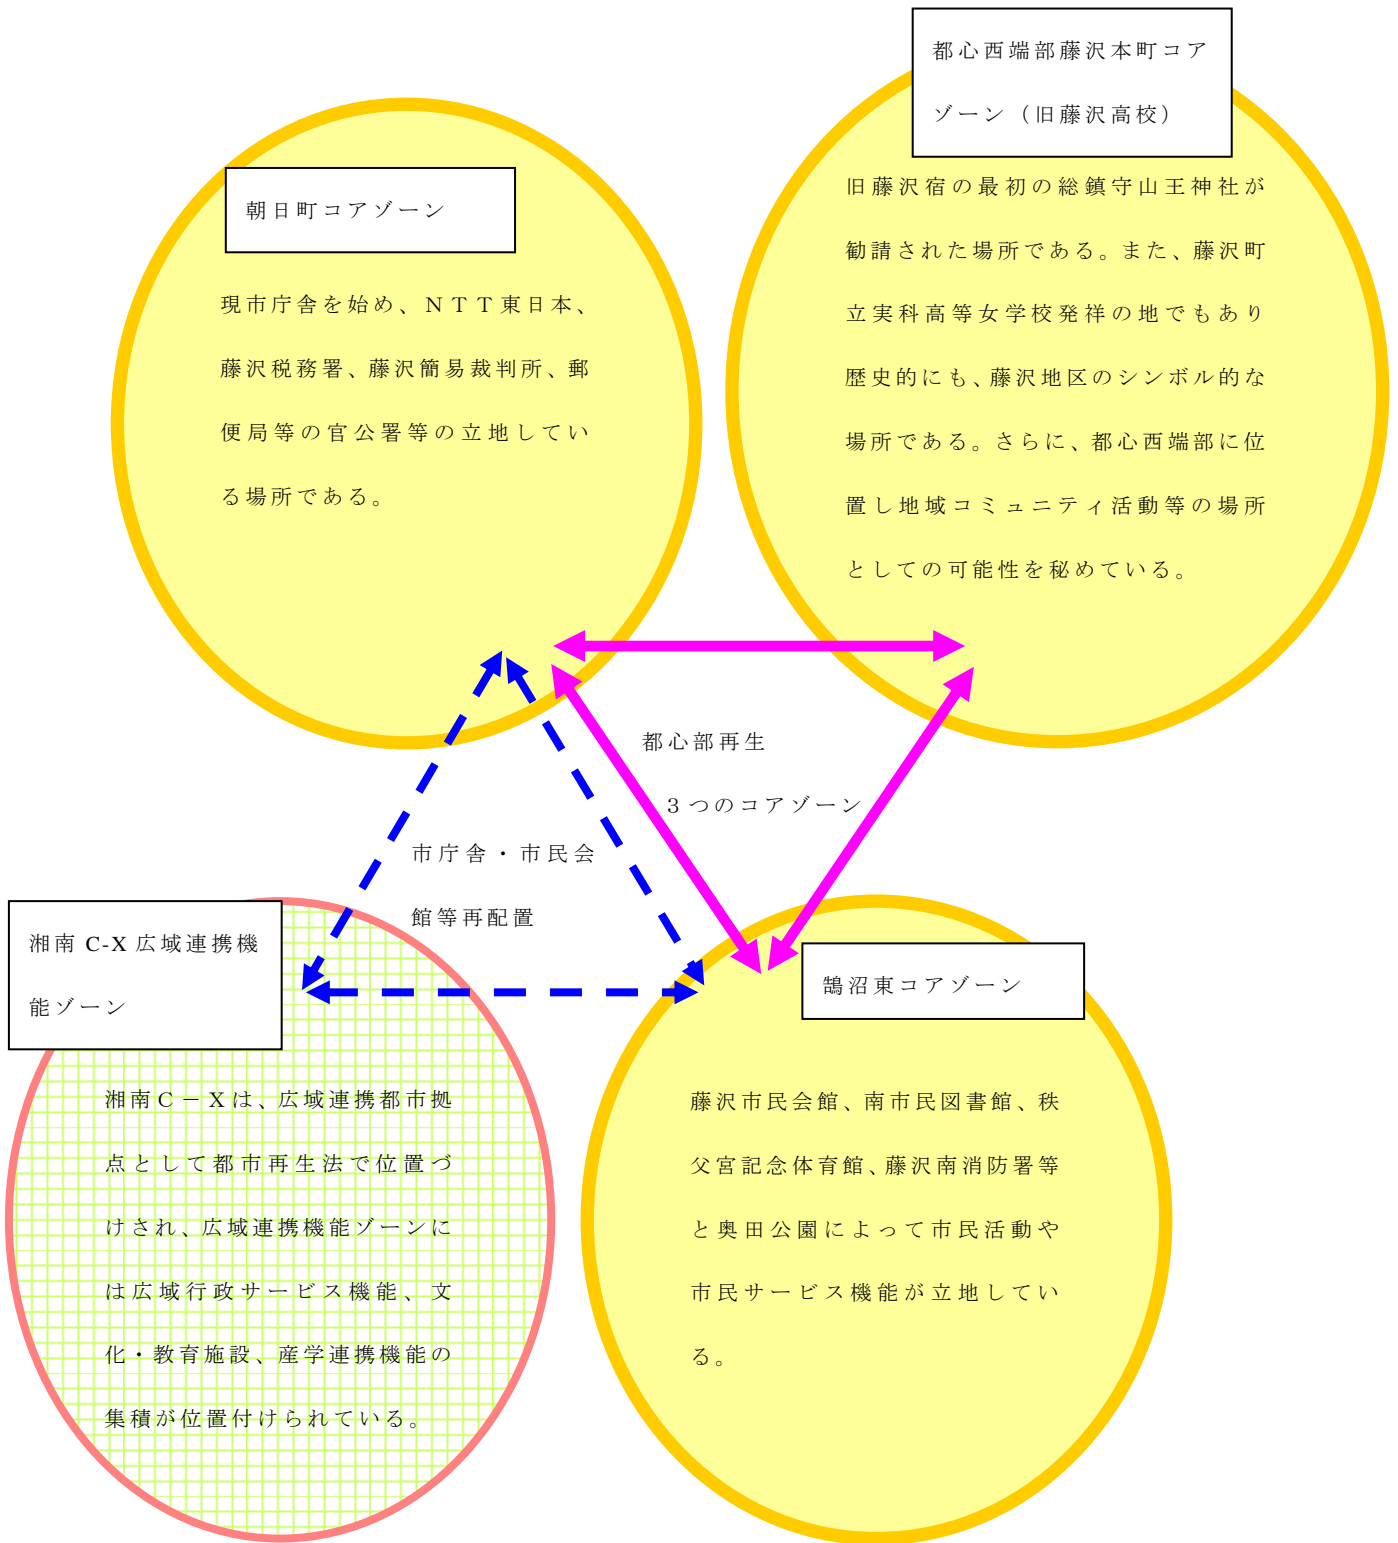 都心西端部藤沢本町コア
ゾーン（旧藤沢高校）
旧藤沢宿の最初の総鎮守山王神社が
勧請された場所である。また、藤沢町
立実科高等女学校発祥の地でもあり
歴史的にも、藤沢地区のシンボル的な
場所である。さらに、都心西端部に位
置し地域コミュニティ活動等の場所
としての可能性を秘めている。
朝日町コアゾーン
現市庁舎を始め、ＮＴＴ東日本、
藤沢税務署、藤沢簡易裁判所、郵
便局等の官公署等の立地してい
る場所である。
都心部再生
３つのコアゾーン
市庁舎・市民会
館等再配置
湘南 C-X 広域連携機
能ゾーン
湘南Ｃ－Ｘは、広域連携都市拠
点として都市再生法で位置づ
けされ、広域連携機能ゾーンに
は広域行政サービス機能、文
化・教育施設、産学連携機能の
集積が位置付けられている。
鵠沼東コアゾーン
藤沢市民会館、南市民図書館、秩
父宮記念体育館、藤沢南消防署等
と奥田公園によって市民活動や
市民サービス機能が立地してい
る。